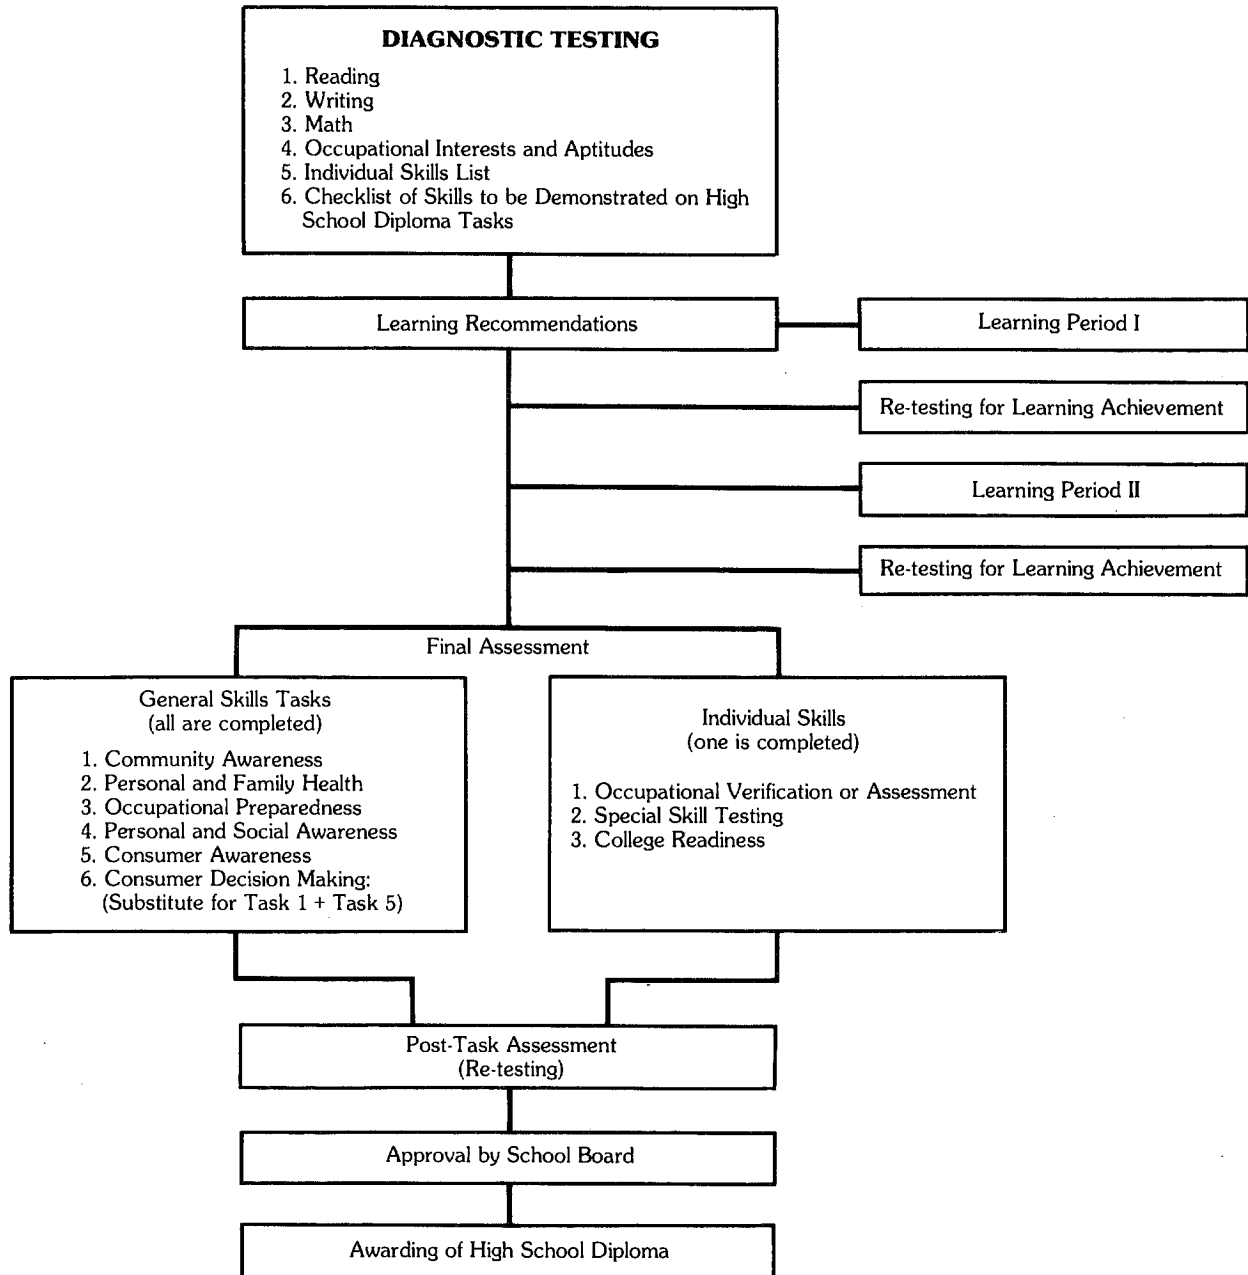 DIAGNOSTIC TESTING
1. Reading
2. Writing
3. Math
4. Occupational Interests and Aptitudes
5. Individual Skills List
6. Checklist of Skills to be Demonstrated on High
School Diploma Tasks
Learning Recommendations
Learning Period I
Re-testing for Learning Achievement
Learning Period II
Re-testing for Learning Achievement
Final Assessment
General Skills Tasks
(all are completed)
1. Community Awareness
2. Personal and Family Health
3. Occupational Preparedness
4. Personal and Social Awareness
5. Consumer Awareness
6. Consumer Decision Making:
(Substitute for Task 1 + Task 5)
Individual Skills
(one is completed)
1. Occupational Verification or Assessment
2. Special Skill Testing
3. College Readiness
Post-Task Assessment
(Re-testing)
Approval by School Board
Awarding of High School Diploma